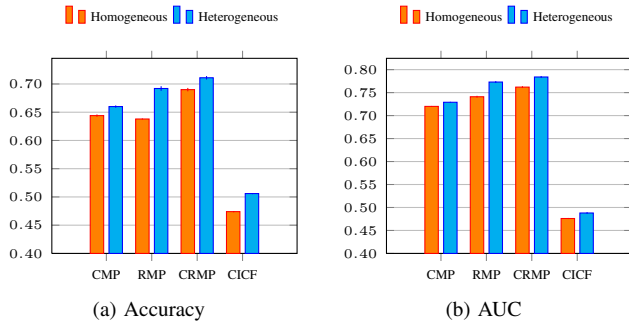 Homogeneous Heterogeneous
0.70
0.65
0.60
0.55
0.50
0.45
0.40
CMP RMP CRMP CICF
(a) Accuracy
Homogeneous Heterogeneous
0.80
0.75
0.70
0.65
0.60
0.55
0.50
0.45
0.40
CMP RMP CRMP CICF
(b) AUC